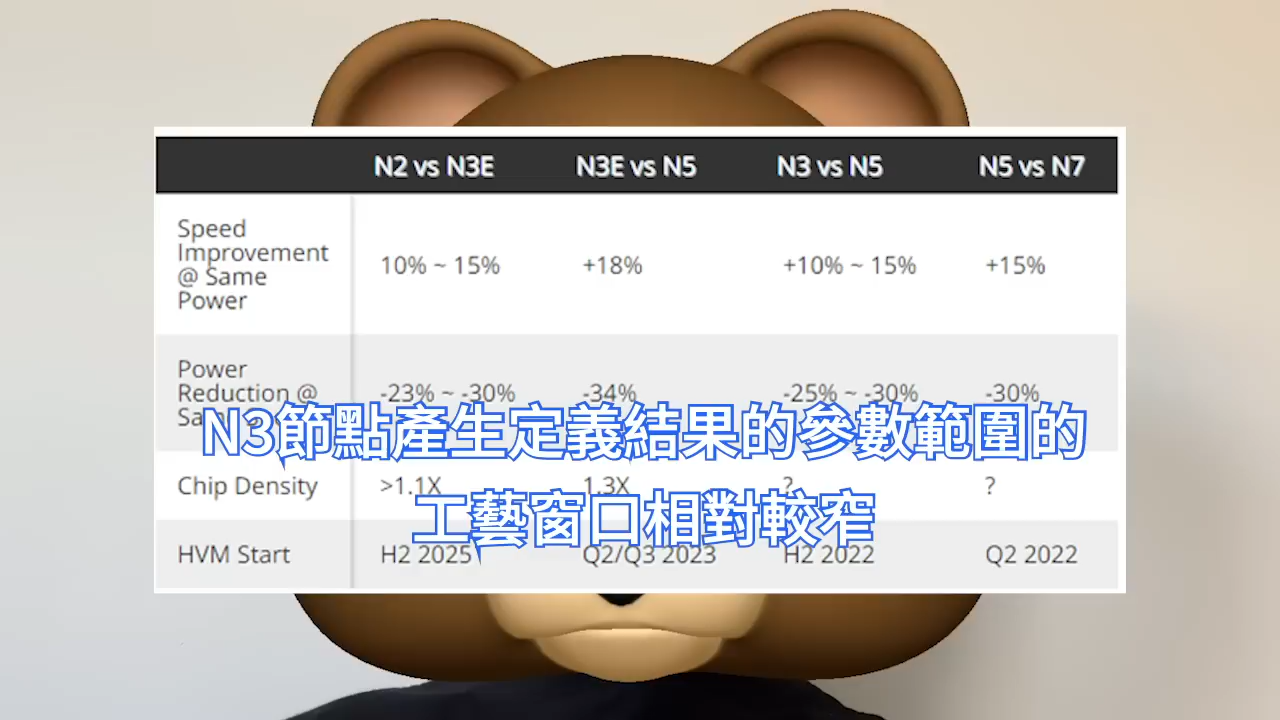 N2 vs N3E N3E vs N5 N3 vs N5 N5 vs N7
Speed
Improvement
@ Same
Power
10% ~ 15% +18% +10% ~ 15% +15%
Power
Reduction @
-23% ~ -30% -34% -25% ~ -30% -30%
N3節點產生定義結果的參數範圍的
Chip Density >1.1X 1.3X ? ?
工藝窗口相對較窄
HVM Start H2 2025 Q2/Q3 2023 H2 2022 Q2 2022